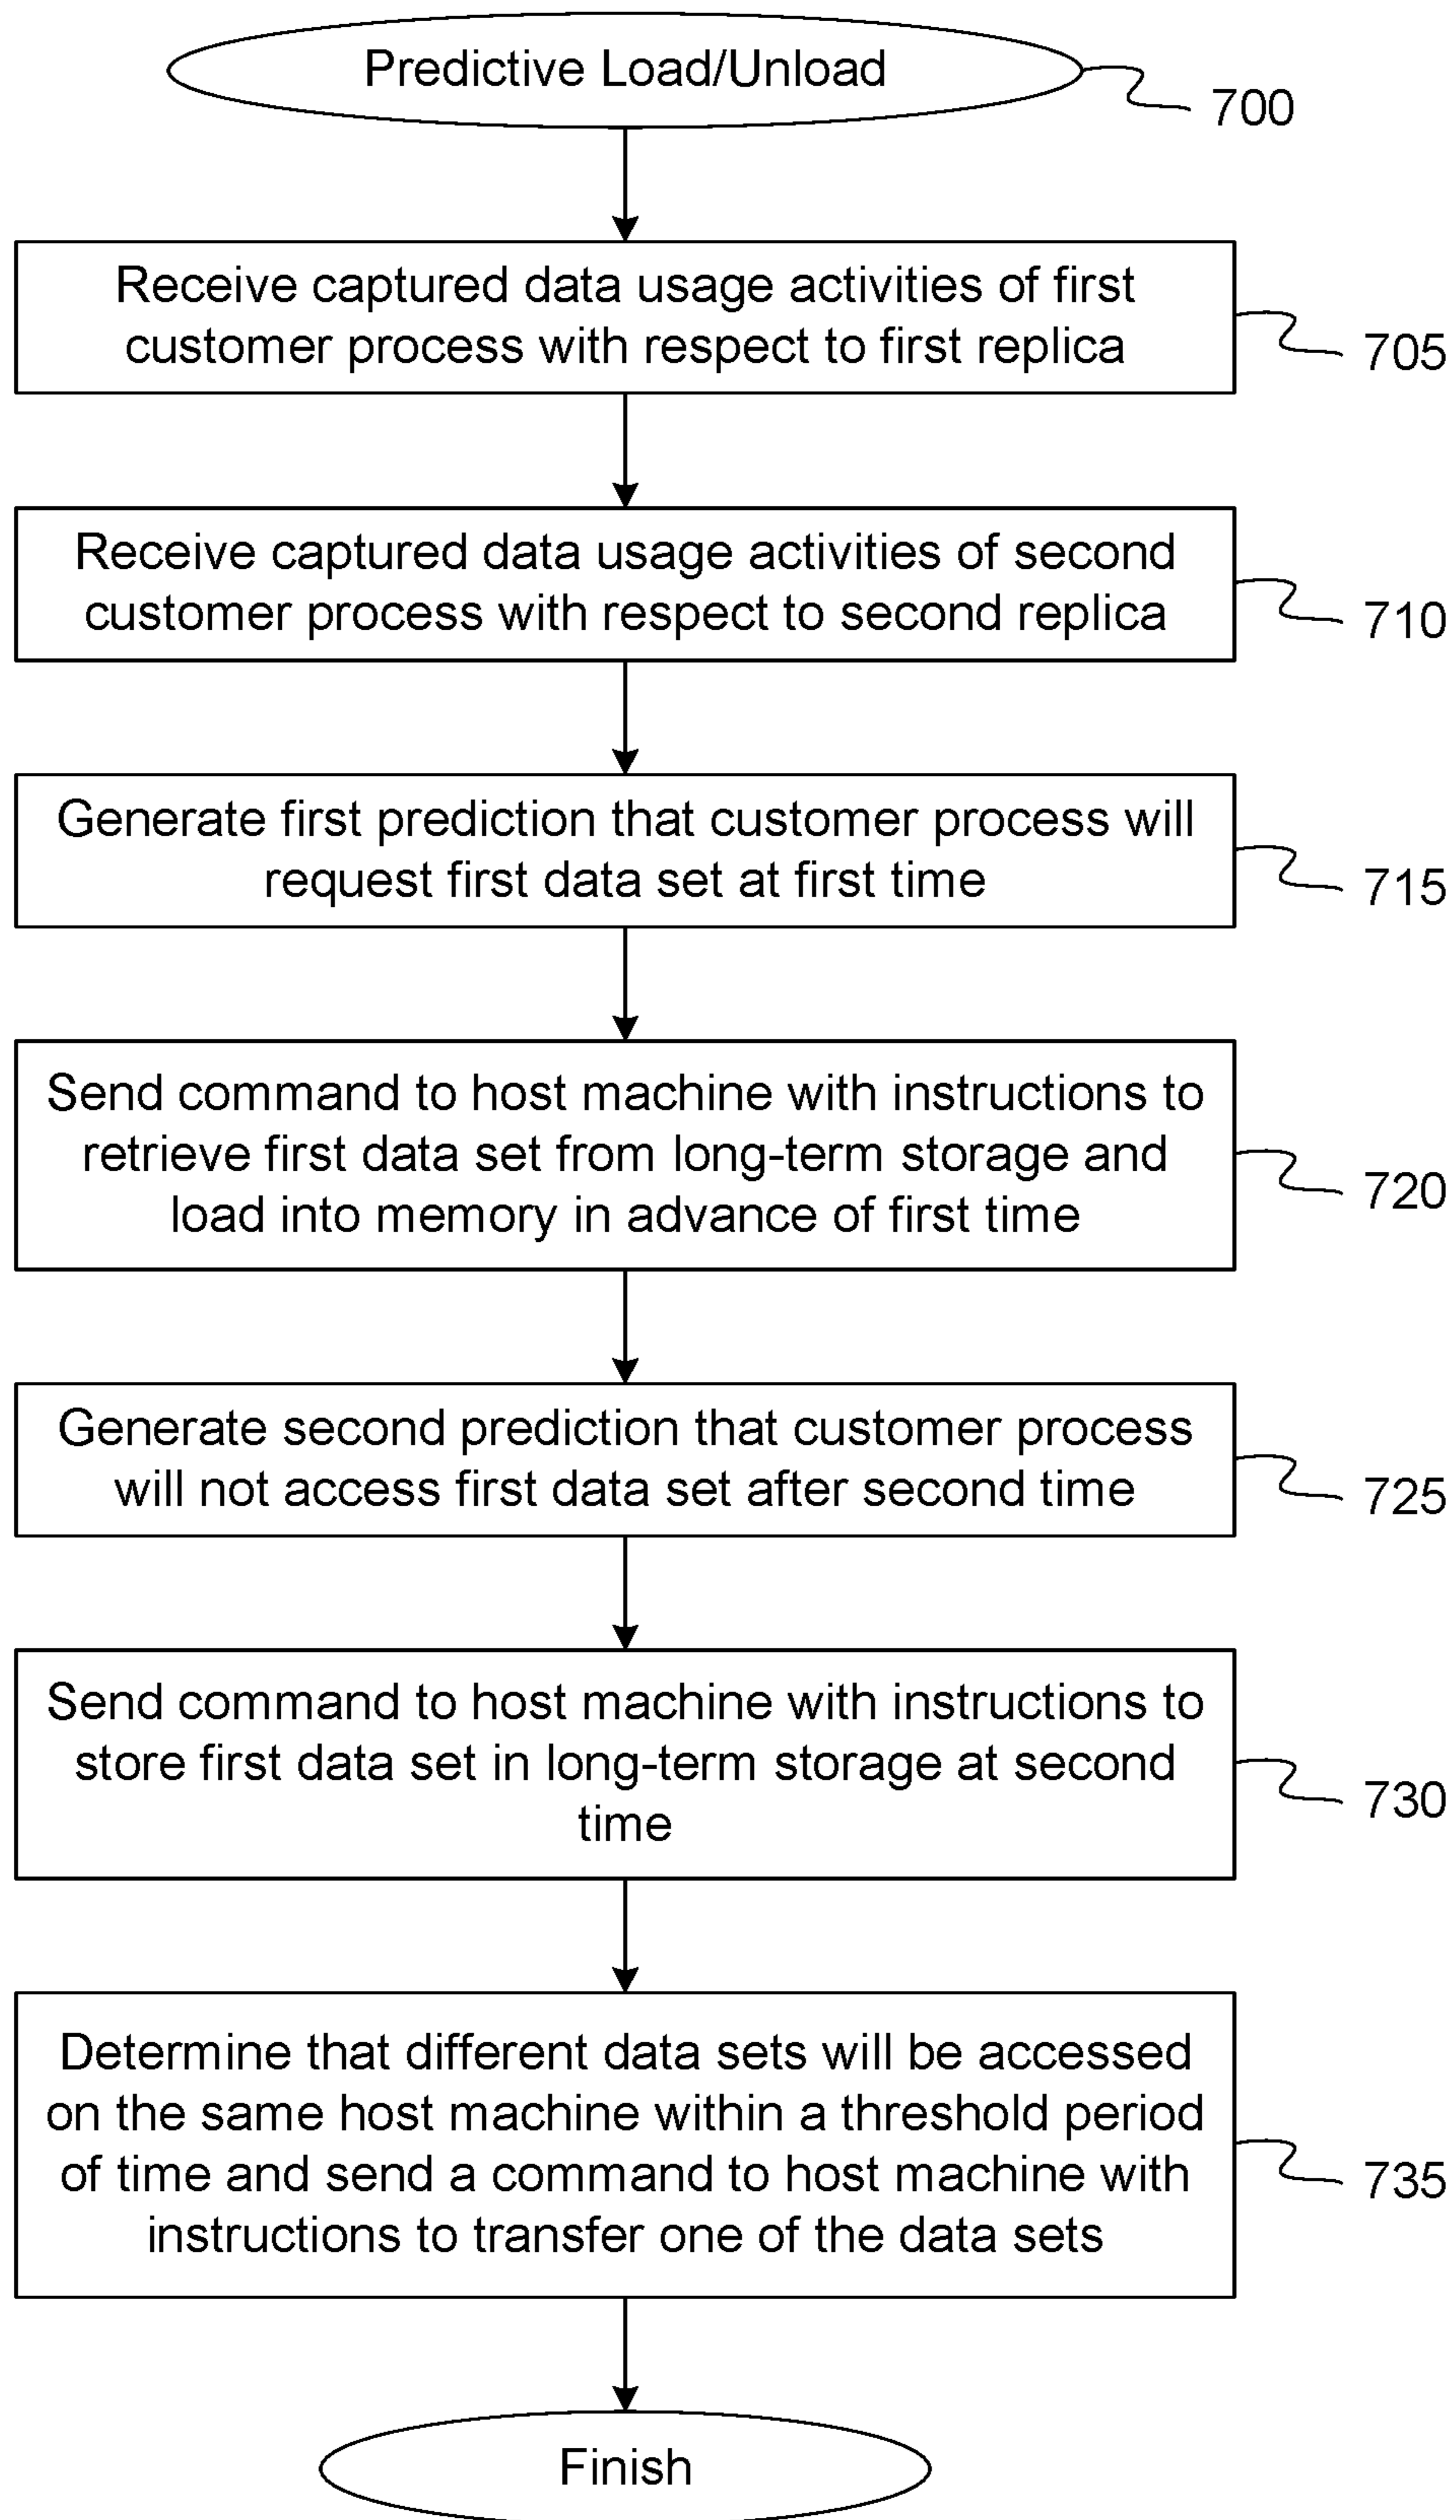 Predictive Load/Unload
700
Receive captured data usage activities of first
customer process with respect to first replica
705
Receive captured data usage activities of second
customer process with respect to second replica
710
Generate first prediction that customer process will
request first data set at first time
715
Send command to host machine with instructions to
retrieve first data set from long-term storage and
load into memory in advance of first time
720
Generate second prediction that customer process
will not access first data set after second time
725
Send command to host machine with instructions to
store first data set in long-term storage at second
time
730
Determine that different data sets will be accessed
on the same host machine within a threshold period
of time and send a command to host machine with
instructions to transfer one of the data sets
735
Finish